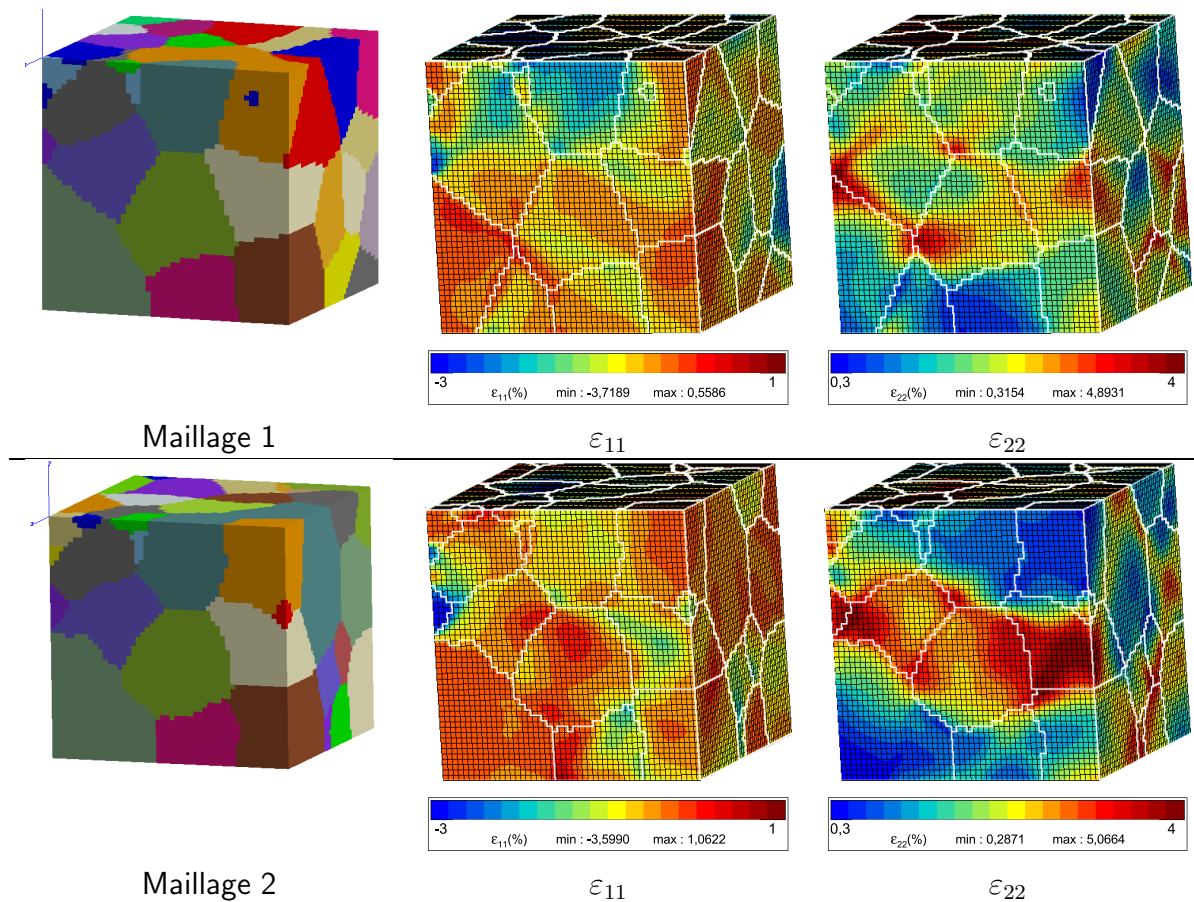 -3 1
ε11(%) min : -3,7189 max : 0,5586
0,3 4
ε22(%) min : 0,3154 max : 4,8931
Maillage 1 ε11 ε22
-3 1
ε11(%) min : -3,5990 max : 1,0622
0,3 4
ε22(%) min : 0,2871 max : 5,0664
Maillage 2 ε11 ε22